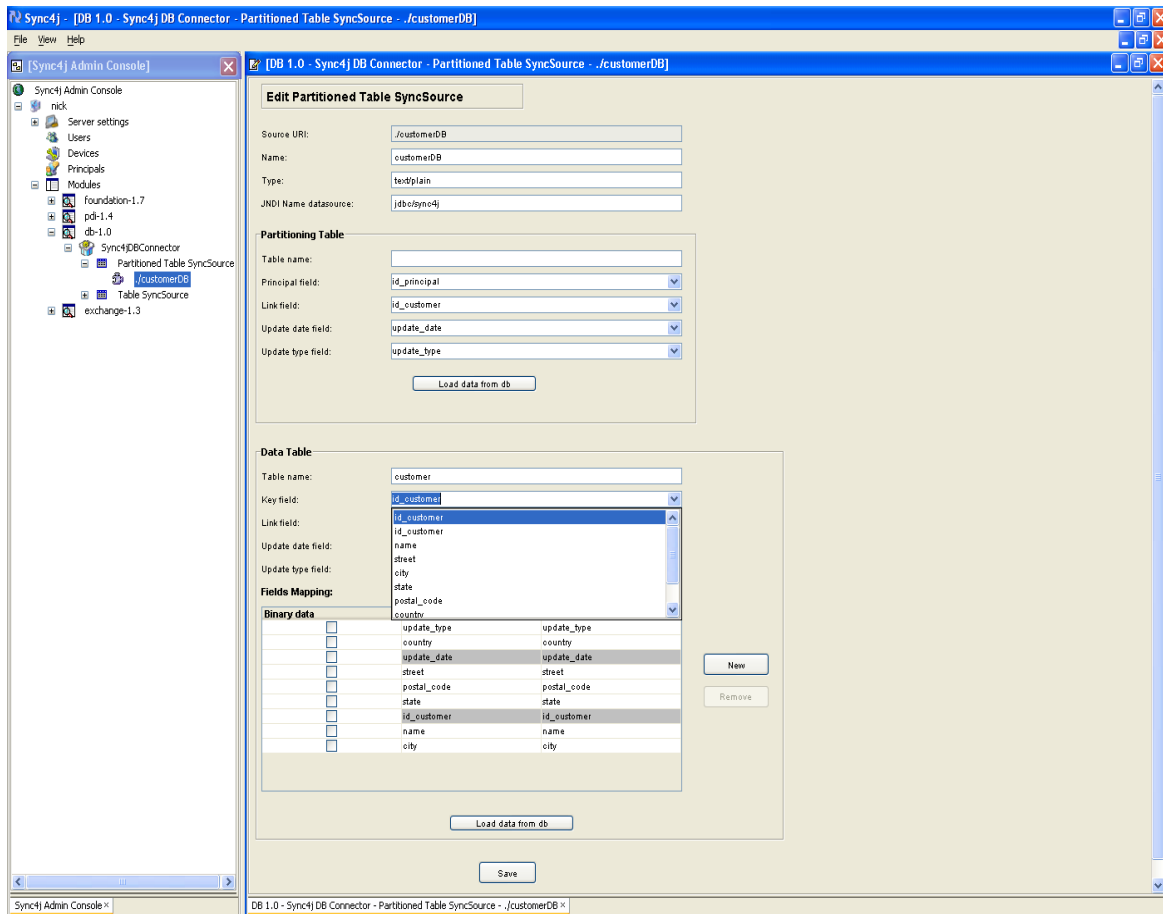 Sync4j - [DB 1.0 - Sync4j DB Connector - Partitioned Table SyncSource - ./customerDB]
File View Help
[Sync4j Admin Console]
Sync4j Admin Console
nick
Server settings
Users
Devices
Principals
Modules
foundation-1.7
pdi-1.4
db-1.0
Sync4jDBConnector
Partitioned Table SyncSource
./customerDB
Table SyncSource
exchange-1.3
Sync4j Admin Console ×
[DB 1.0 - Sync4j DB Connector - Partitioned Table SyncSource - ./customerDB]
Edit Partitioned Table SyncSource
Source URI: ./customerDB
Name: customerDB
Type: text/plain
JNDI Name datasource: jdbc/sync4j
Partitioning Table
Table name:
Principal field: id_principal
Link field: id_customer
Update date field: update_date
Update type field: update_type
Load data from db
Data Table
Table name: customer
Key field: id_customer
Link field:
Update date field:
Update type field:
Fields Mapping:
id_customer
id_customer
name
street
city
state
postal_code
country
Binary data
update_type update_type
country country
update_date update_date
street street
postal_code postal_code
state state
id_customer id_customer
name name
city city
New
Remove
Load data from db
Save
DB 1.0 - Sync4j DB Connector - Partitioned Table SyncSource - ./customerDB ×